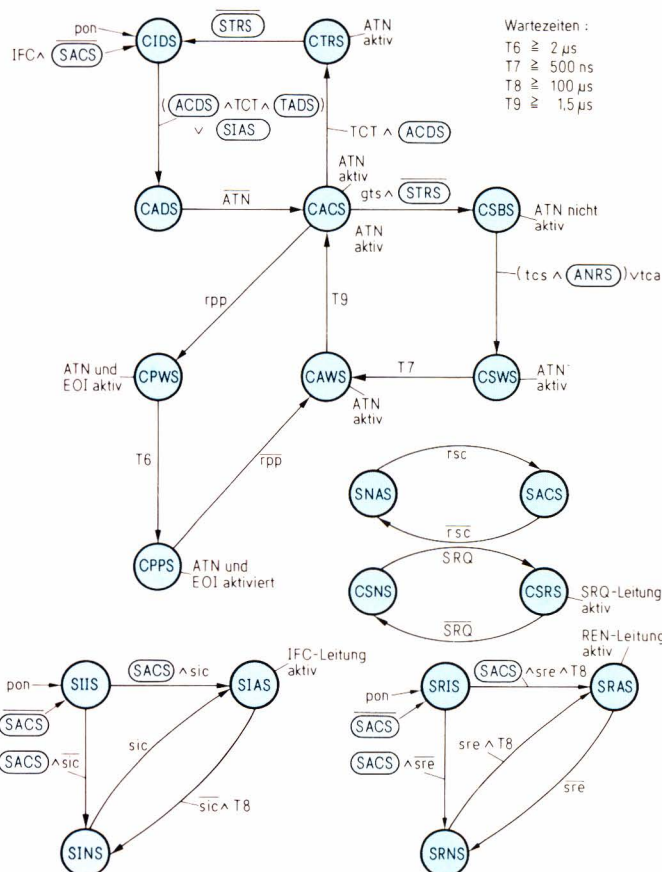 pon
CIDS
STRS
CTRS
ATN
aktiv
IFC ∧ SACS
Wartezeiten :
T6 ≧ 2 µs
T7 ≧ 500 ns
T8 ≧ 100 µs
T9 ≧ 1,5 µs
(ACDS ∧ TCT ∧ TADS)
∨ SIAS
TCT ∧ ACDS
ATN
aktiv
CADS
ATN
CACS
gts ∧ STRS
CSBS
ATN nicht
aktiv
ATN
aktiv
rpp
T9
(tcs ∧ ANRS) ∨ tca
ATN und
EOI aktiv
CPWS
CAWS
T7
CSWS
ATN
aktiv
ATN
aktiv
T6
rpp
CPPS
ATN und
EOI aktiviert
rsc
SNAS
SACS
rsc
SRQ
CSNS
CSRS
SRQ-Leitung
aktiv
SRQ
IFC-Leitung
aktiv
pon
SIIS
SACS ∧ sic
SIAS
SACS
SACS ∧ sic
sic
sic ∧ T8
SINS
REN-Leitung
aktiv
pon
SRIS
SACS ∧ sre ∧ T8
SRAS
SACS
SACS ∧ sre
sre ∧ T8
sre
SRNS